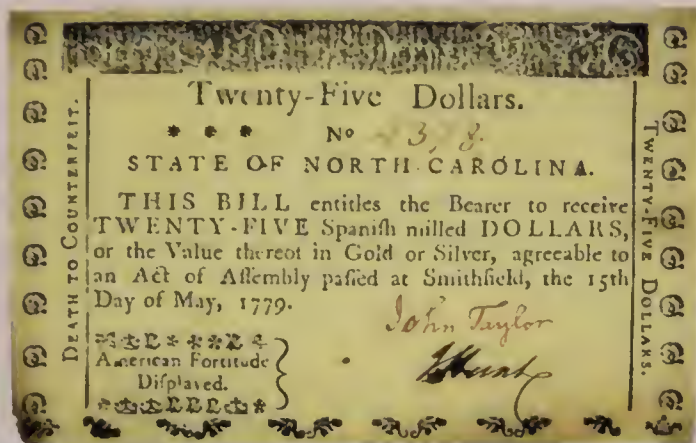 Twenty-Five Dollars.
* * * No 4378.
STATE OF NORTH-CAROLINA.
THIS BILL entitles the Bearer to receive
TWENTY-FIVE Spaniſh milled DOLLARS,
or the Value thereof in Gold or Silver, agreeable to
an Act of Aſſembly paſſed at Smithfield, the 15th
Day of May, 1779.
John Taylor
American Fortitude
Diſplayed.
DEATH TO COUNTERFEIT.
TWENTY-FIVE DOLLARS.